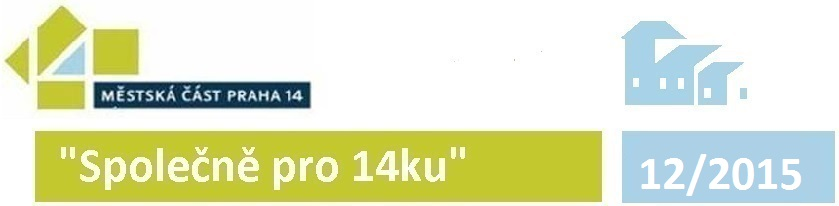 MĚSTSKÁ ČÁST PRAHA 14
"Společně pro 14ku"
12/2015